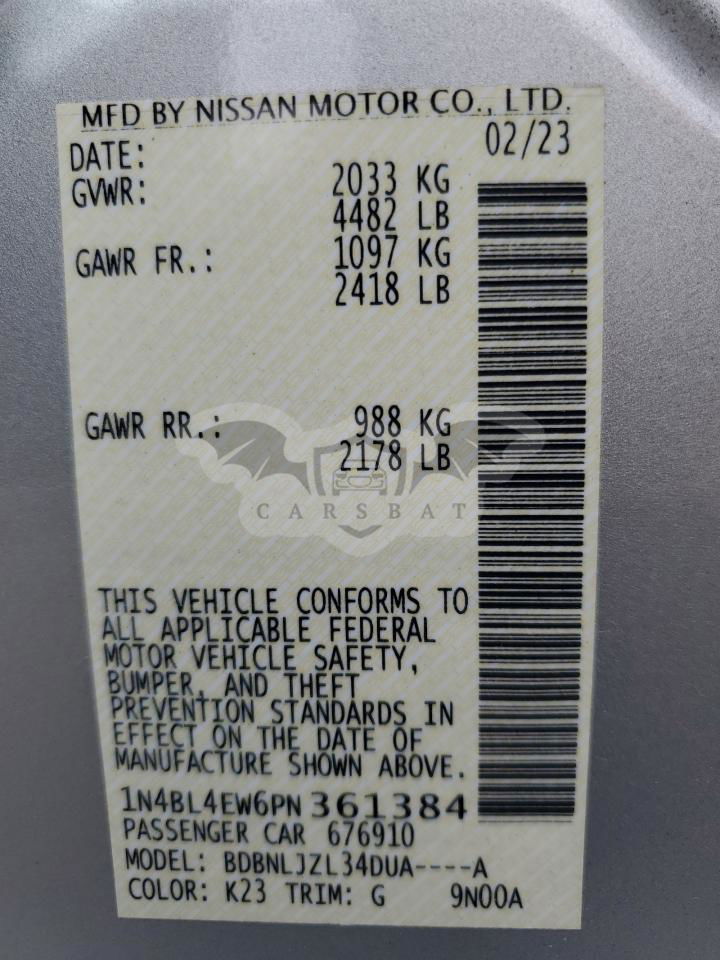 MFD BY NISSAN MOTOR CO., LTD.
DATE: 02/23
GVWR: 2033 KG
4482 LB
GAWR FR.: 1097 KG
2418 LB
GAWR RR.: 988 KG
2178 LB
CARSBAT
THIS VEHICLE CONFORMS TO
ALL APPLICABLE FEDERAL
MOTOR VEHICLE SAFETY,
BUMPER, AND THEFT
PREVENTION STANDARDS IN
EFFECT ON THE DATE OF
MANUFACTURE SHOWN ABOVE.
1N4BL4EW6PN361384
PASSENGER CAR 676910
MODEL: BDBNLJZL34DUA----A
COLOR: K23 TRIM: G 9N00A